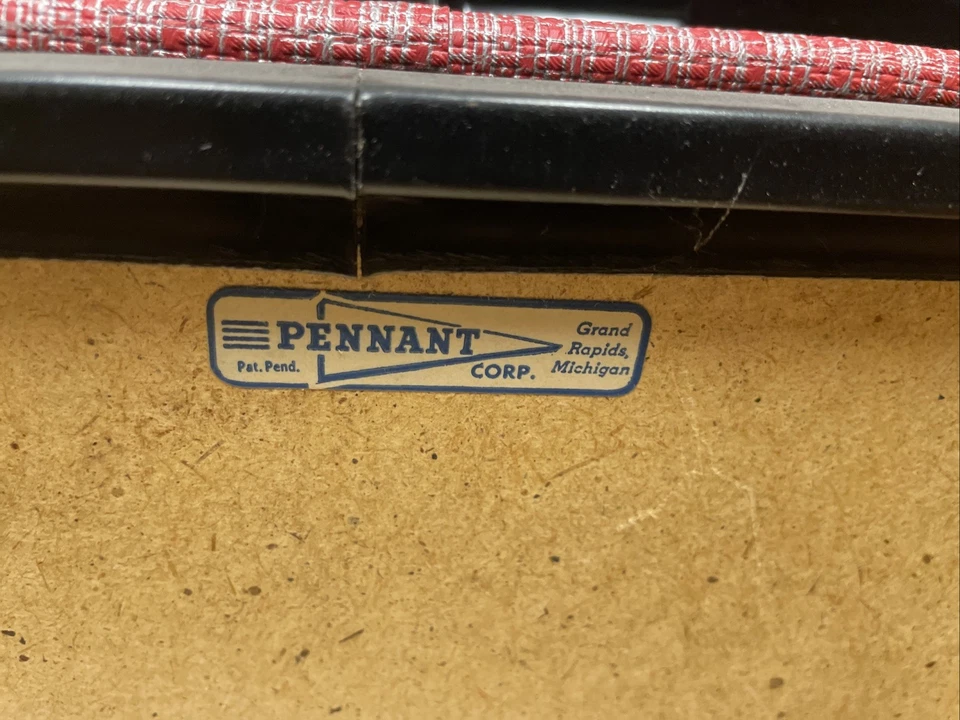 PENNANT
Pat. Pend.
CORP.
Grand
Rapids,
Michigan